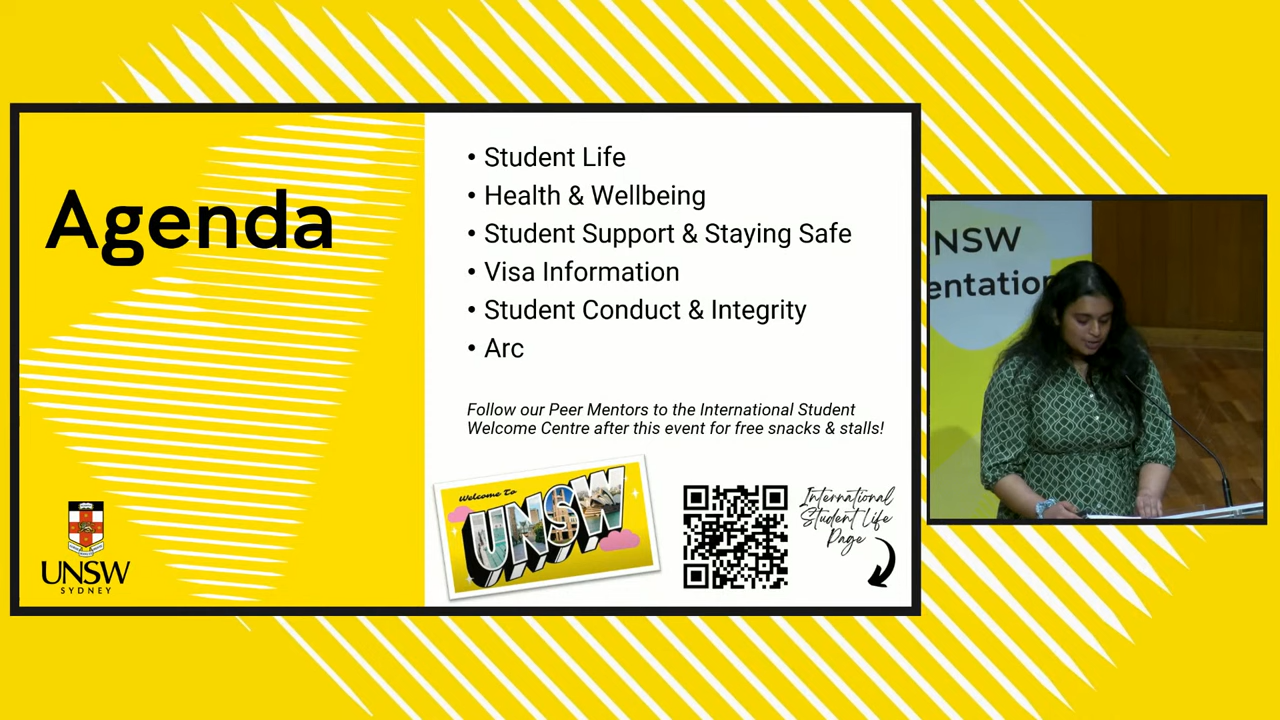 Agenda
• Student Life
• Health & Wellbeing
• Student Support & Staying Safe
• Visa Information
• Student Conduct & Integrity
• Arc
Follow our Peer Mentors to the International Student
Welcome Centre after this event for free snacks & stalls!
Welcome to
UNSW
International
Student Life
Page
UNSW
SYDNEY
NSW
entation